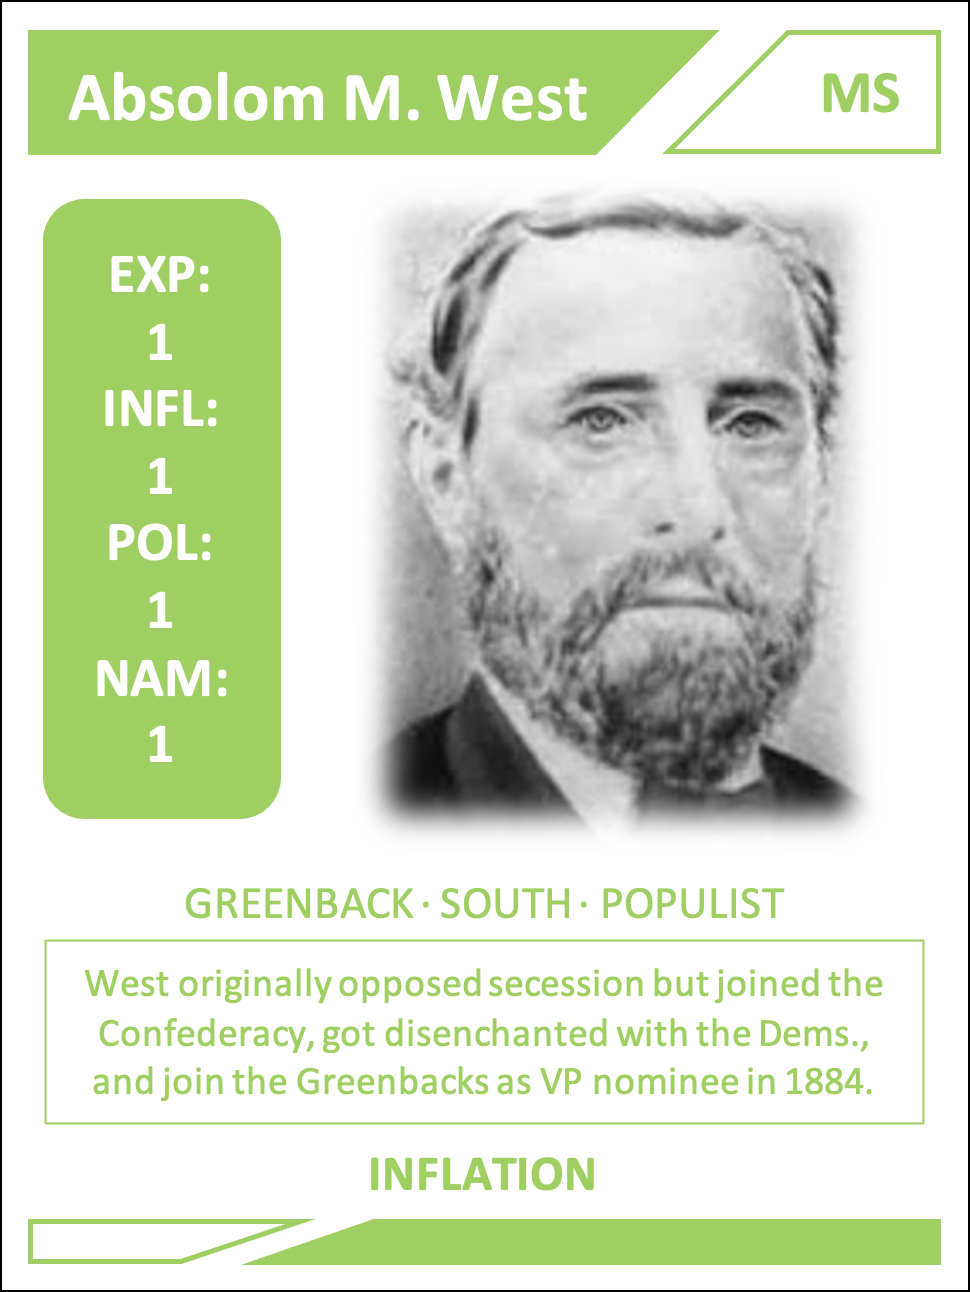 Absolom M. West
MS
EXP:
1
INFL:
1
POL:
1
NAM:
1
GREENBACK · SOUTH · POPULIST
West originally opposed secession but joined the
Confederacy, got disenchanted with the Dems.,
and join the Greenbacks as VP nominee in 1884.
INFLATION